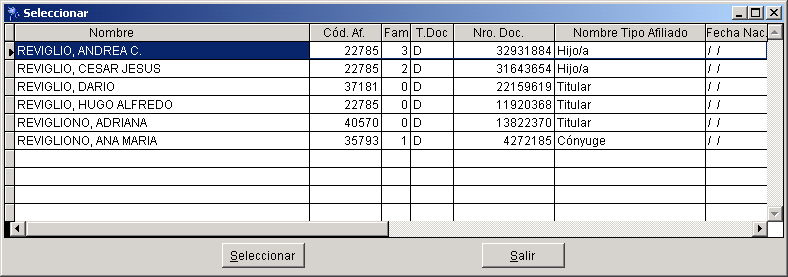 Seleccionar
Nombre Cód. Af. Fam T.Doc Nro. Doc. Nombre Tipo Afiliado Fecha Nac.
REVIGLIO, ANDREA C. 22785 3 D 32931884 Hijo/a / /
REVIGLIO, CESAR JESUS 22785 2 D 31643654 Hijo/a / /
REVIGLIO, DARIO 37181 0 D 22159619 Titular / /
REVIGLIO, HUGO ALFREDO 22785 0 D 11920368 Titular / /
REVIGLIONO, ADRIANA 40570 0 D 13822370 Titular / /
REVIGLIONO, ANA MARIA 35793 1 D 4272185 Cónyuge / /
Seleccionar Salir